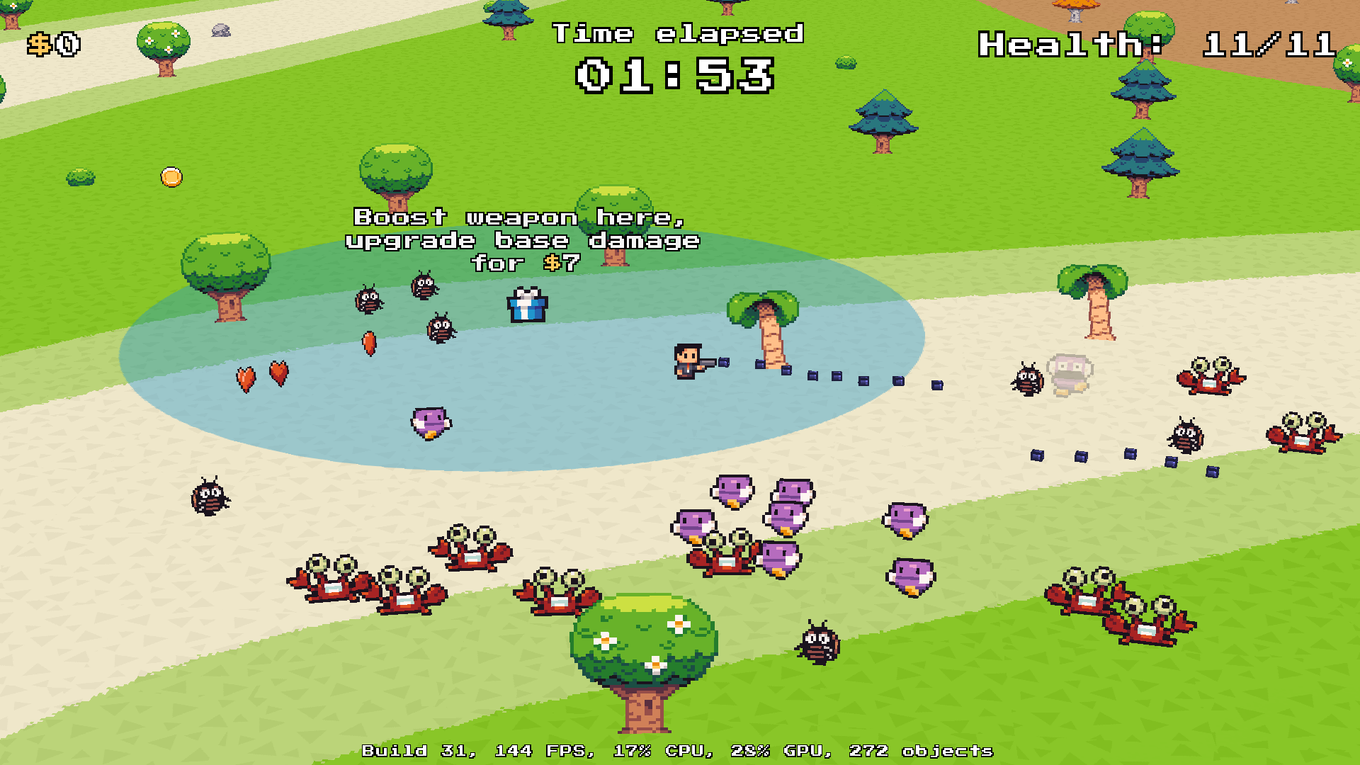 $0
Time elapsed
01:53
Health: 11/11
Boost weapon here,
upgrade base damage
for $7
Build 31, 144 FPS, 17% CPU, 28% GPU, 272 objects